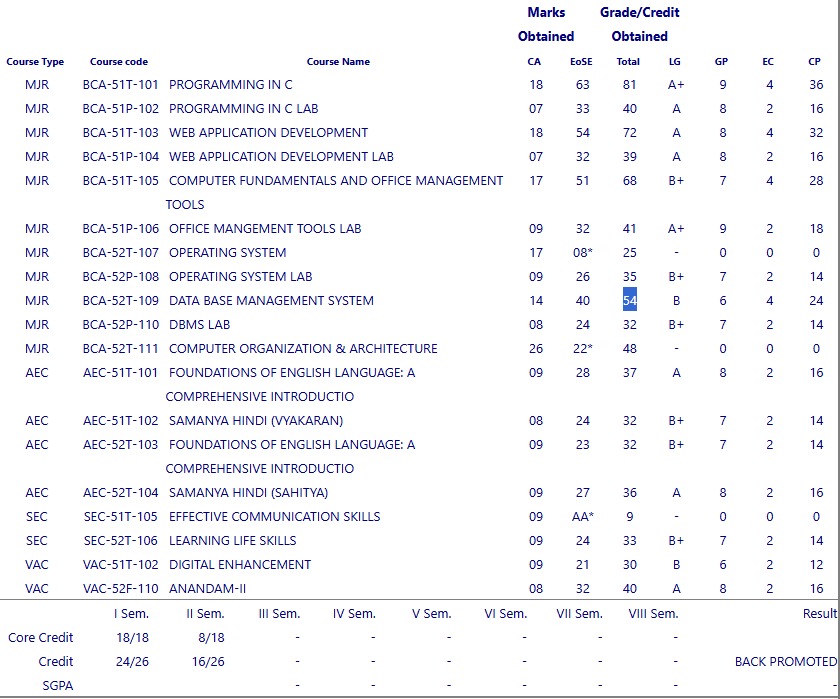 Marks Grade/Credit
Obtained Obtained
Course Type Course code Course Name CA EoSE Total LG GP EC CP
MJR BCA-51T-101 PROGRAMMING IN C 18 63 81 A+ 9 4 36
MJR BCA-51P-102 PROGRAMMING IN C LAB 07 33 40 A 8 2 16
MJR BCA-51T-103 WEB APPLICATION DEVELOPMENT 18 54 72 A 8 4 32
MJR BCA-51P-104 WEB APPLICATION DEVELOPMENT LAB 07 32 39 A 8 2 16
MJR BCA-51T-105 COMPUTER FUNDAMENTALS AND OFFICE MANAGEMENT 17 51 68 B+ 7 4 28
TOOLS
MJR BCA-51P-106 OFFICE MANGEMENT TOOLS LAB 09 32 41 A+ 9 2 18
MJR BCA-52T-107 OPERATING SYSTEM 17 08* 25 - 0 0 0
MJR BCA-52P-108 OPERATING SYSTEM LAB 09 26 35 B+ 7 2 14
MJR BCA-52T-109 DATA BASE MANAGEMENT SYSTEM 14 40 54 B 6 4 24
MJR BCA-52P-110 DBMS LAB 08 24 32 B+ 7 2 14
MJR BCA-52T-111 COMPUTER ORGANIZATION & ARCHITECTURE 26 22* 48 - 0 0 0
AEC AEC-51T-101 FOUNDATIONS OF ENGLISH LANGUAGE: A 09 28 37 A 8 2 16
COMPREHENSIVE INTRODUCTIO
AEC AEC-51T-102 SAMANYA HINDI (VYAKARAN) 08 24 32 B+ 7 2 14
AEC AEC-52T-103 FOUNDATIONS OF ENGLISH LANGUAGE: A 09 23 32 B+ 7 2 14
COMPREHENSIVE INTRODUCTIO
AEC AEC-52T-104 SAMANYA HINDI (SAHITYA) 09 27 36 A 8 2 16
SEC SEC-51T-105 EFFECTIVE COMMUNICATION SKILLS 09 AA* 9 - 0 0 0
SEC SEC-52T-106 LEARNING LIFE SKILLS 09 24 33 B+ 7 2 14
VAC VAC-51T-102 DIGITAL ENHANCEMENT 09 21 30 B 6 2 12
VAC VAC-52F-110 ANANDAM-II 08 32 40 A 8 2 16
I Sem. II Sem. III Sem. IV Sem. V Sem. VI Sem. VII Sem. VIII Sem. Result
Core Credit 18/18 8/18 - - - - - -
Credit 24/26 16/26 - - - - - - BACK PROMOTED
SGPA - - - - - - -